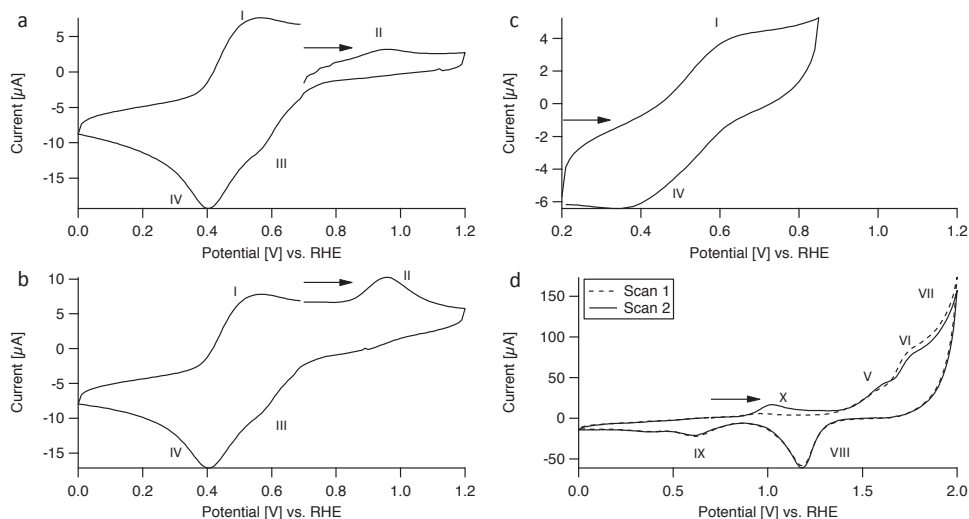 a
I
II
III
IV
Current [µA]
5
0
-5
-10
-15
0.0 0.2 0.4 0.6 0.8 1.0 1.2
Potential [V] vs. RHE
b
I
II
III
IV
Current [µA]
10
5
0
-5
-10
-15
0.0 0.2 0.4 0.6 0.8 1.0 1.2
Potential [V] vs. RHE
c
I
IV
Current [µA]
4
2
0
-2
-4
-6
0.2 0.4 0.6 0.8 1.0 1.2
Potential [V] vs. RHE
d
Scan 1
Scan 2
VII
VI
V
X
IX
VIII
Current [µA]
150
100
50
0
-50
0.0 0.5 1.0 1.5 2.0
Potential [V] vs. RHE